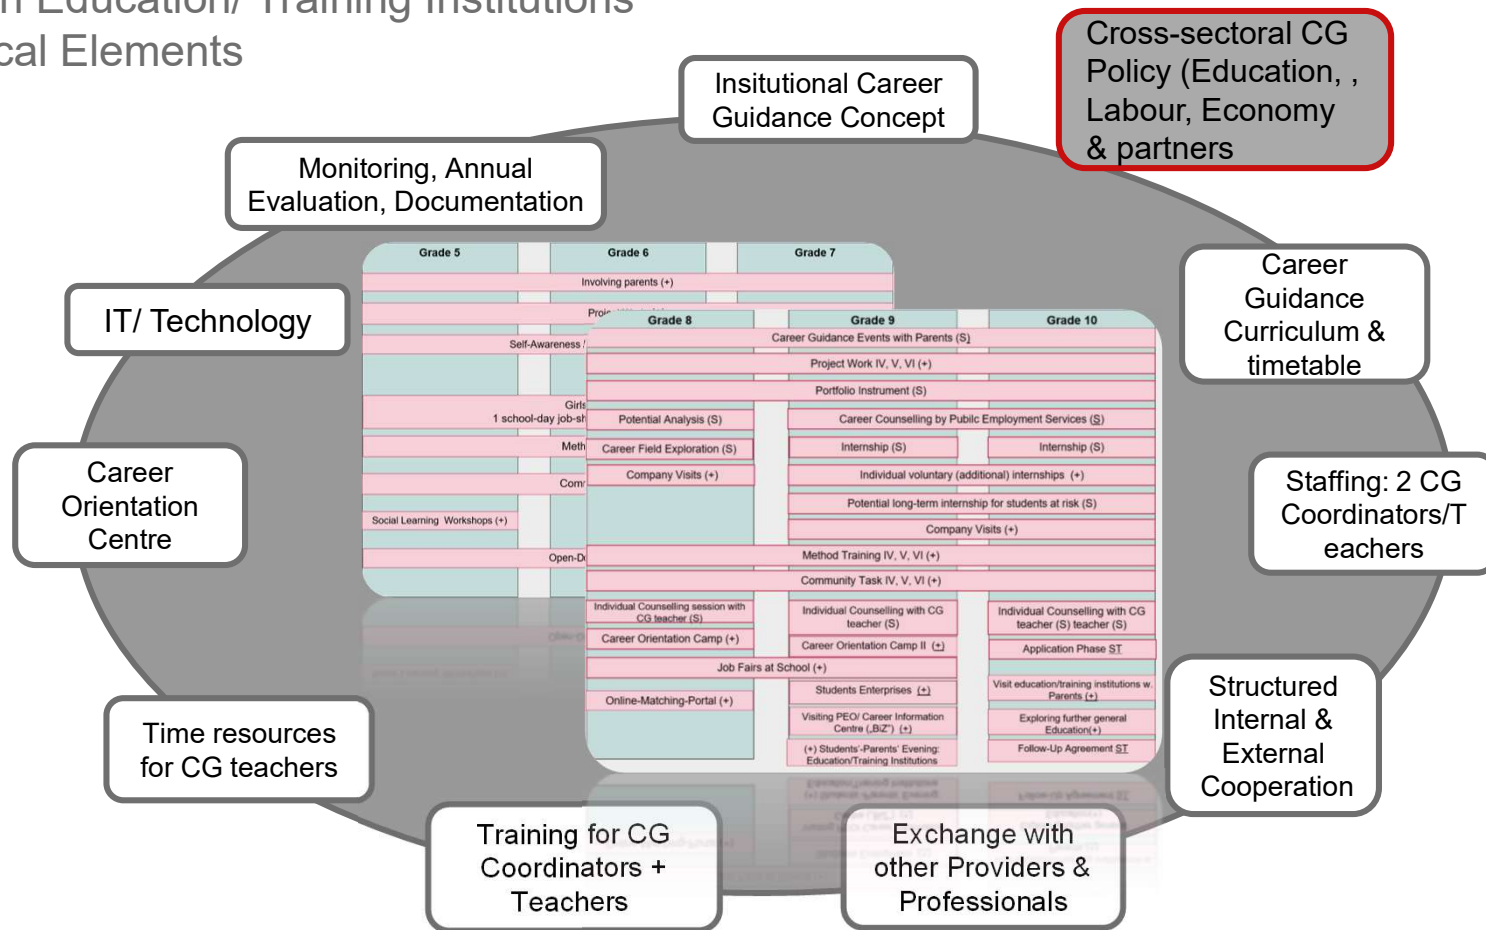 Education/ Training Institutions
cal Elements
Cross-sectoral CG
Policy (Education, ,
Labour, Economy
& partners
Insitutional Career
Guidance Concept
Monitoring, Annual
Evaluation, Documentation
IT/ Technology
Career
Orientation
Centre
Time resources
for CG teachers
Training for CG
Coordinators +
Teachers
Exchange with
other Providers &
Professionals
Structured
Internal &
External
Cooperation
Staffing: 2 CG
Coordinators/T
eachers
Career
Guidance
Curriculum &
timetable
Grade 5 Grade 6 Grade 7
Involving parents (+)
Self-Awareness
1 school-day
Social Learning Workshops (+)
Grade 8 Grade 9 Grade 10
Career Guidance Events with Parents (S)
Project Work IV, V, VI (+)
Portfolio Instrument (S)
Potential Analysis (S) Career Counselling by Public Employment Services (S)
Career Field Exploration (S) Internship (S) Internship (S)
Company Visits (+) Individual voluntary (additional) internships (+)
Potential long-term internship for students at risk (S)
Company Visits (+)
Method Training IV, V, VI (+)
Community Task IV, V, VI (+)
Individual Counselling session with
CG teacher (S)
Individual Counselling with CG
teacher (S)
Individual Counselling with CG
teacher (S) teacher (S)
Career Orientation Camp (+) Career Orientation Camp II (+) Application Phase ST
Job Fairs at School (+)
Online-Matching-Portal (+)
Students Enterprises (+)
Visit education/training institutions w.
Parents (+)
Visiting PEO/ Career Information
Centre („BiZ") (+)
Exploring further general
Education(+)
(+) Students'-Parents' Evening:
Education/Training Institutions
Follow-Up Agreement ST